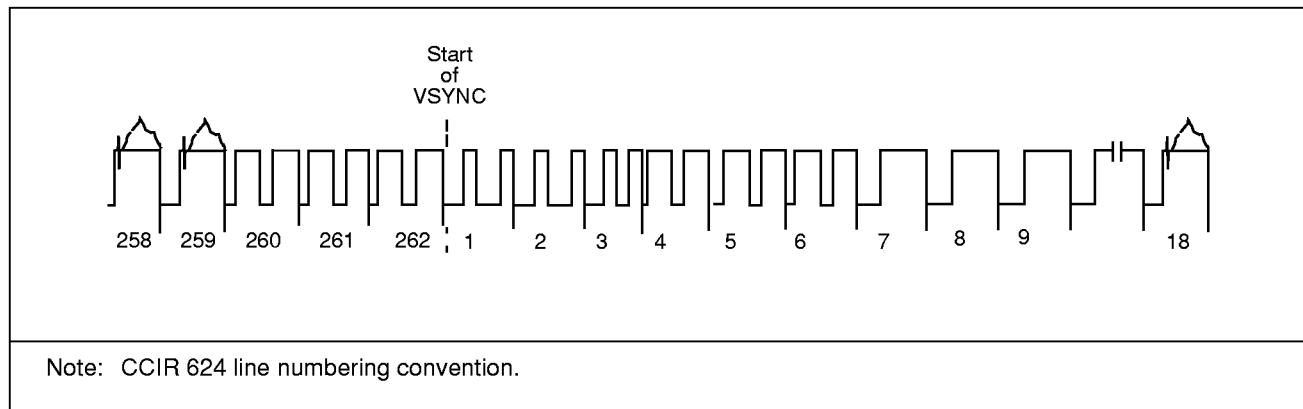 Start
of
VSYNC
258 259 260 261 262 1 2 3 4 5 6 7 8 9 18
Note: CCIR 624 line numbering convention.